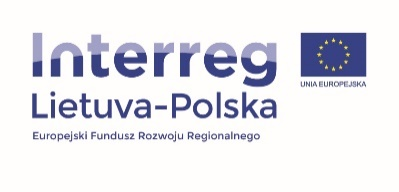 Interreg
UNIA EUROPEJSKA
Lietuva-Polska
Europejski Fundusz Rozwoju Regionalnego